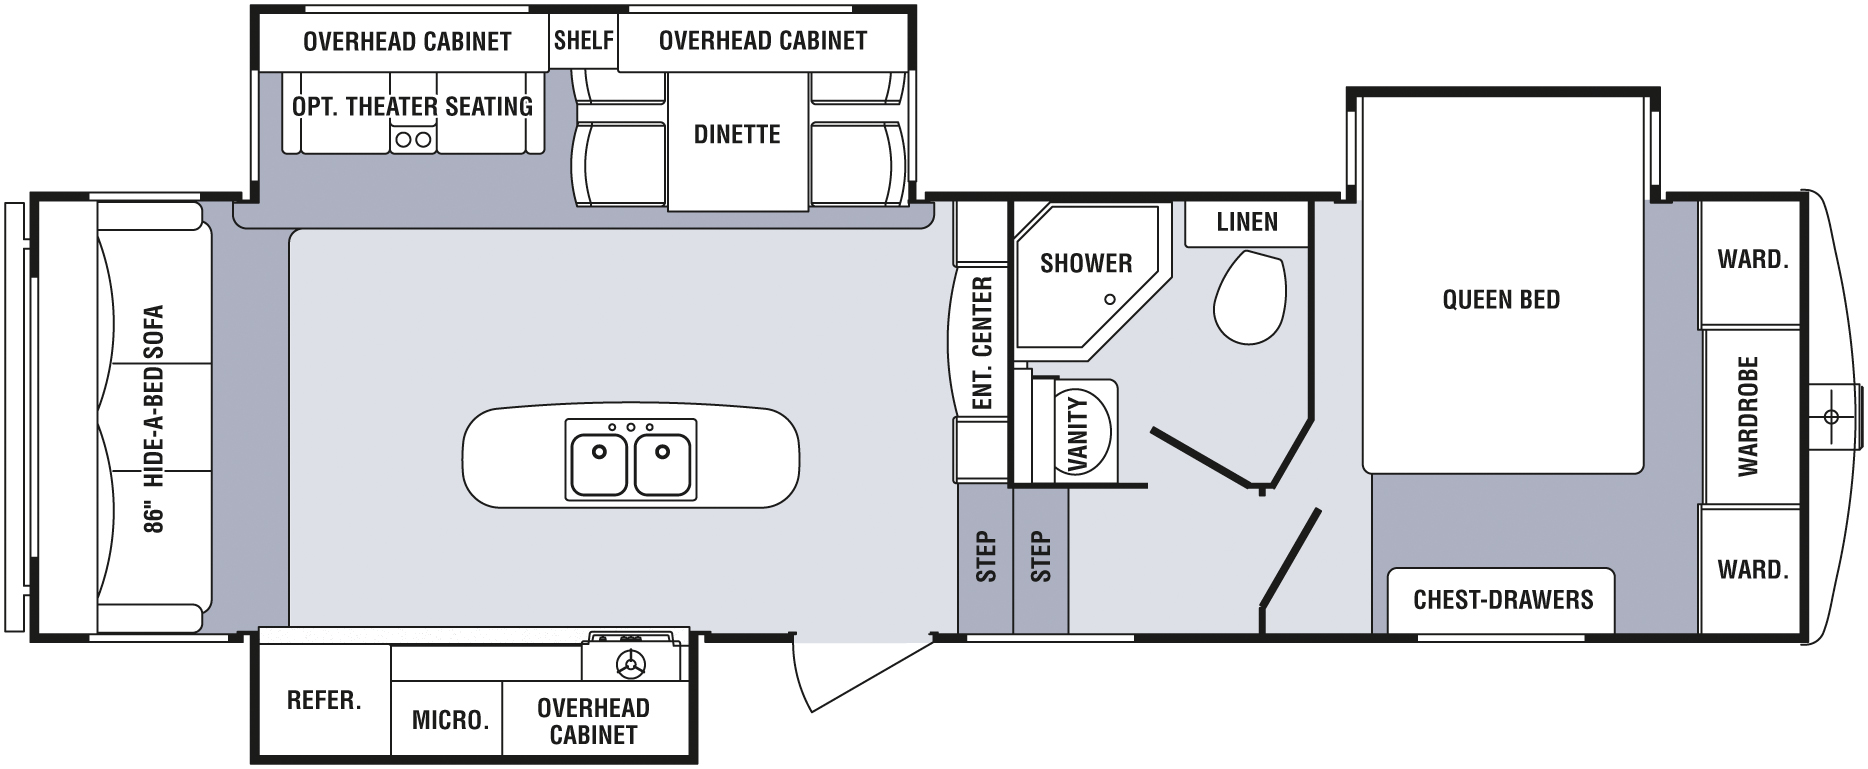 OVERHEAD CABINET
SHELF
OVERHEAD CABINET
OPT. THEATER SEATING
DINETTE
LINEN
SHOWER
WARD.
QUEEN BED
86" HIDE-A-BED SOFA
ENT. CENTER
VANITY
WARDROBE
STEP
STEP
WARD.
CHEST-DRAWERS
REFER.
MICRO.
OVERHEAD
CABINET